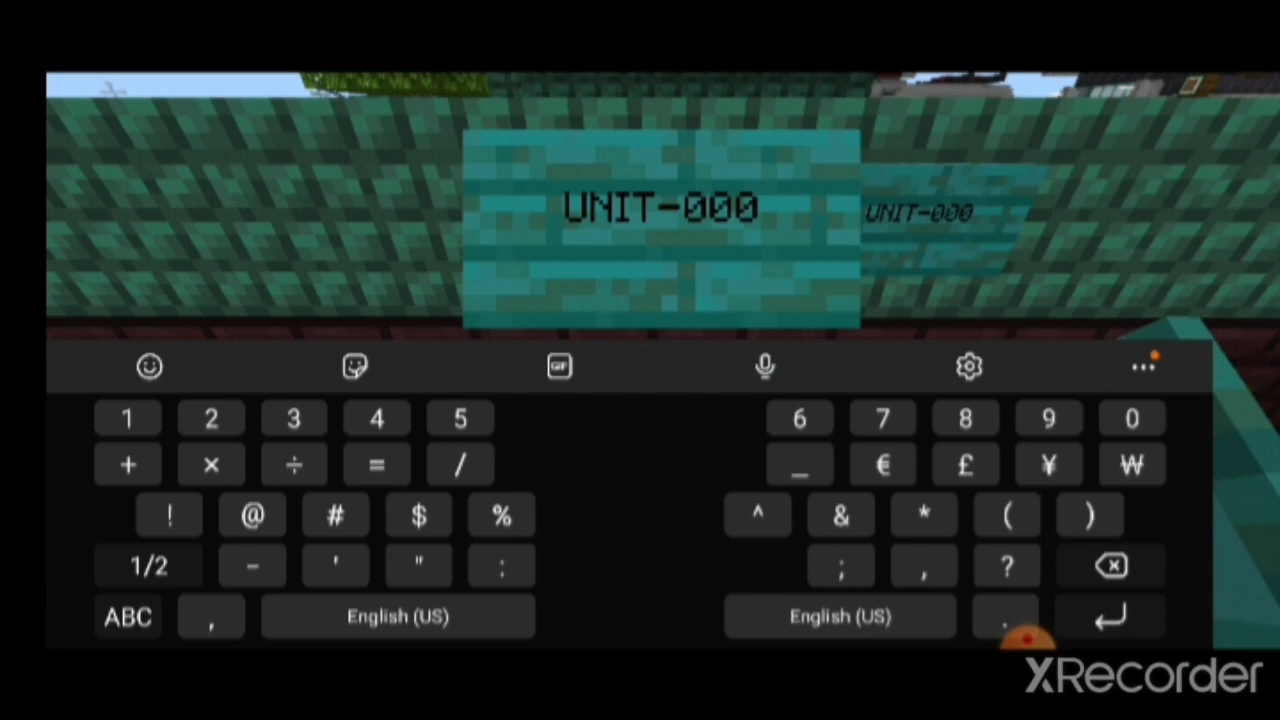 UNIT-000
UNIT-000
GIF
1 2 3 4 5 6 7 8 9 0
+ × ÷ = / _ € £ ¥ ₩
! @ # $ % ^ & * ( )
1/2 - ' " : ; , ?
ABC , English (US) English (US) .
XRecorder